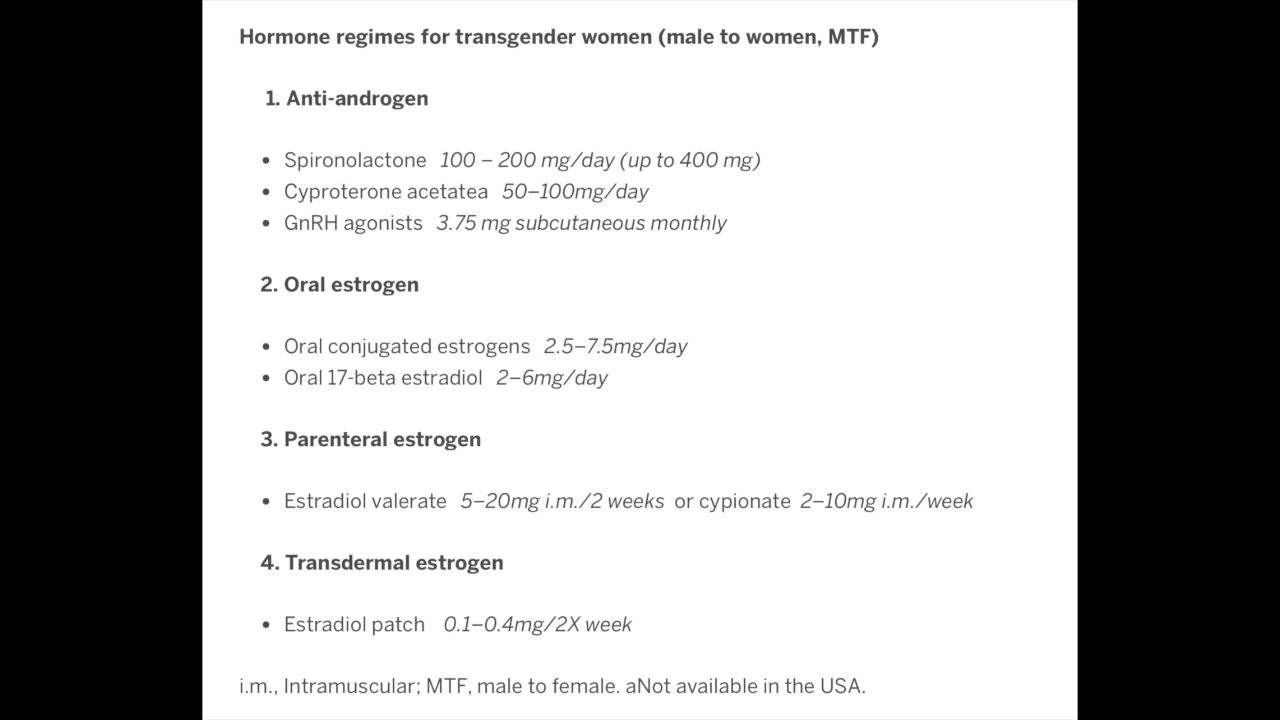 Hormone regimes for transgender women (male to women, MTF)
1. Anti-androgen
• Spironolactone 100 – 200 mg/day (up to 400 mg)
• Cyproterone acetatea 50–100mg/day
• GnRH agonists 3.75 mg subcutaneous monthly
2. Oral estrogen
• Oral conjugated estrogens 2.5–7.5mg/day
• Oral 17-beta estradiol 2–6mg/day
3. Parenteral estrogen
• Estradiol valerate 5–20mg i.m./2 weeks or cypionate 2–10mg i.m./week
4. Transdermal estrogen
• Estradiol patch 0.1–0.4mg/2X week
i.m., Intramuscular; MTF, male to female. aNot available in the USA.